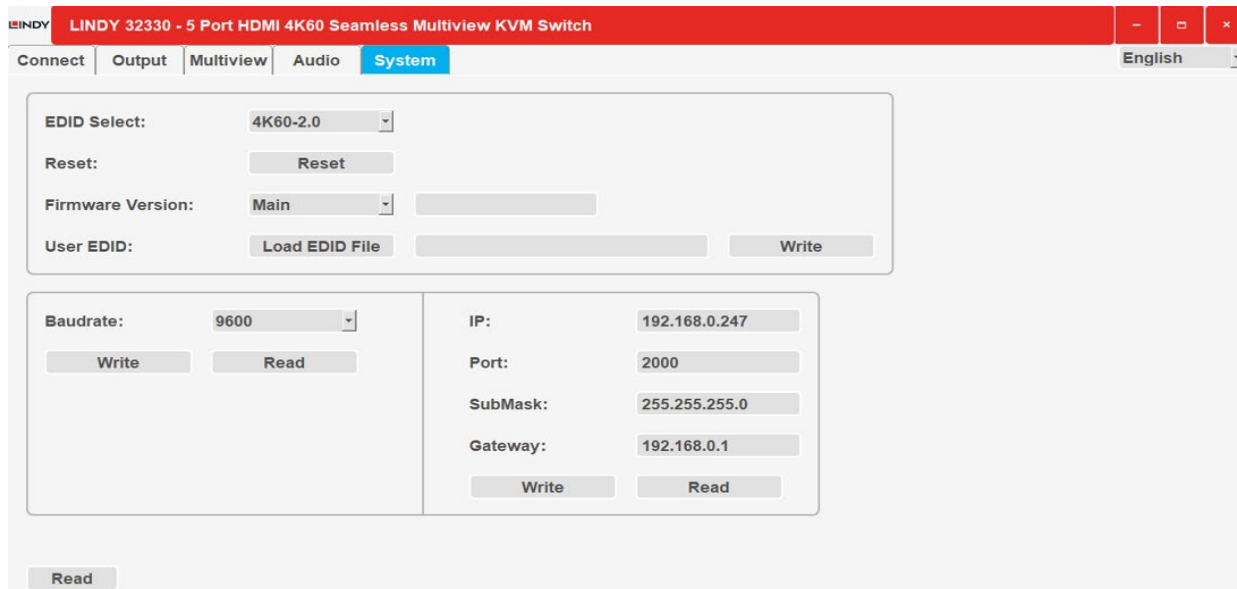 LINDY LINDY 32330 - 5 Port HDMI 4K60 Seamless Multiview KVM Switch
Connect Output Multiview Audio System English
EDID Select: 4K60-2.0
Reset: Reset
Firmware Version: Main
User EDID: Load EDID File Write
Baudrate: 9600
Write Read
IP: 192.168.0.247
Port: 2000
SubMask: 255.255.255.0
Gateway: 192.168.0.1
Write Read
Read